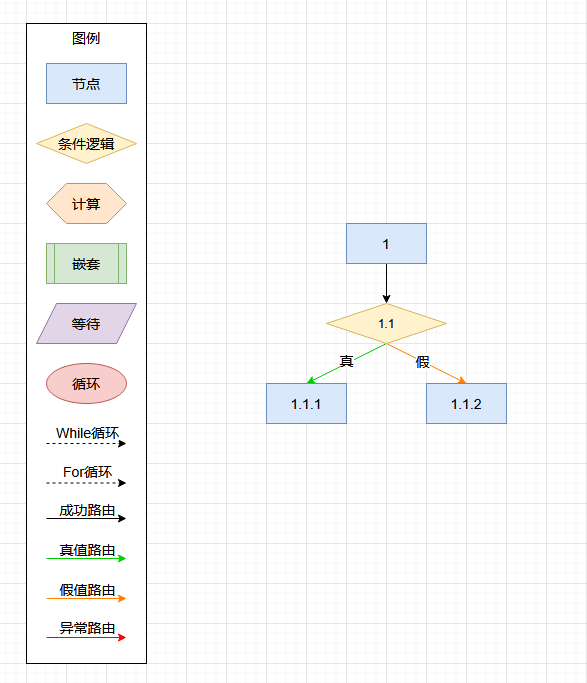 图例
节点
条件逻辑
计算
嵌套
等待
循环
While循环
For循环
成功路由
真值路由
假值路由
异常路由
1
1.1
真
假
1.1.1
1.1.2